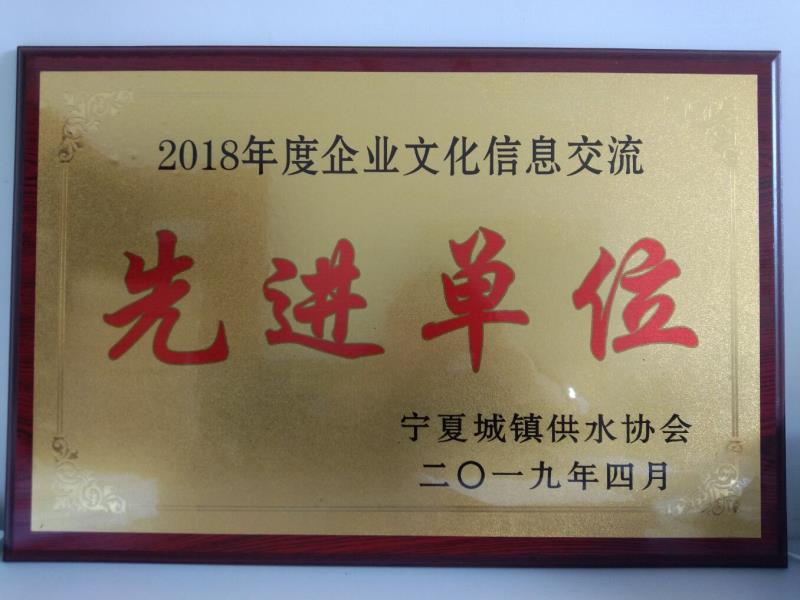 2018年度企业文化信息交流
先进单位
宁夏城镇供水协会
二〇一九年四月